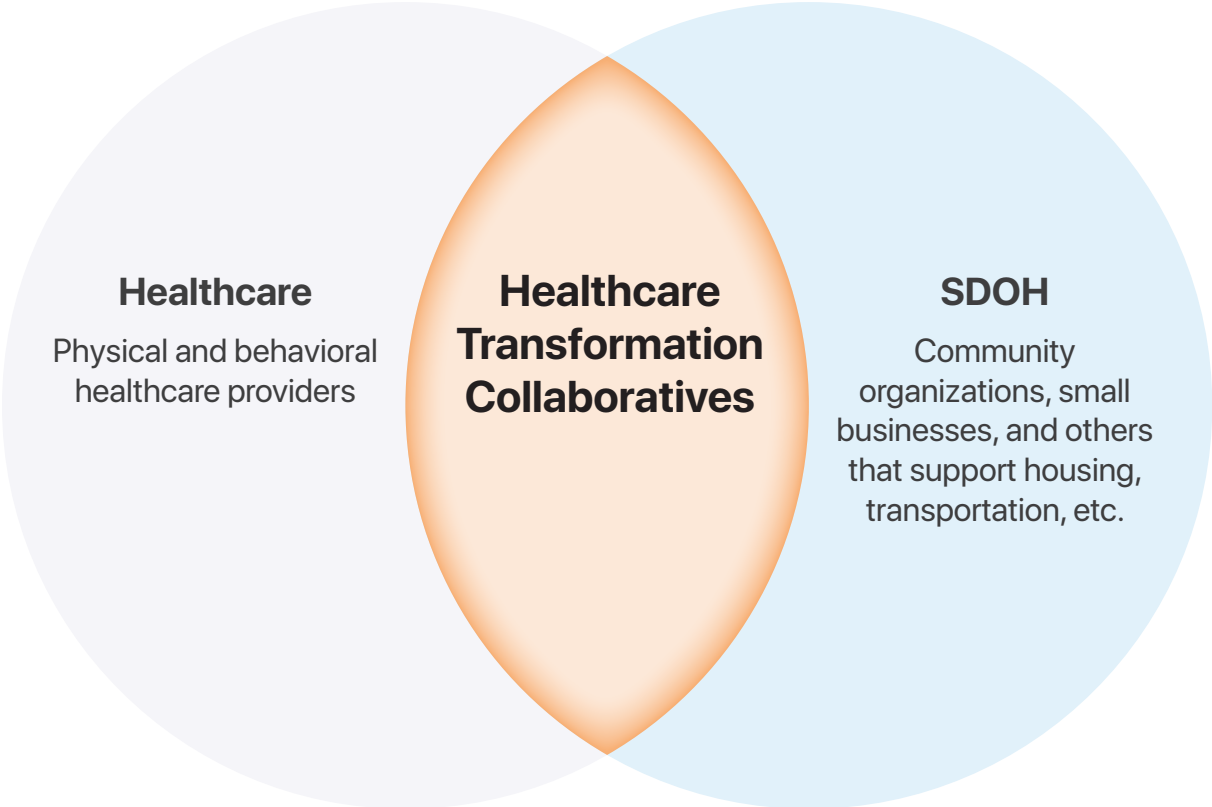 Healthcare
Physical and behavioral
healthcare providers
Healthcare
Transformation
Collaboratives
SDOH
Community
organizations, small
businesses, and others
that support housing,
transportation, etc.